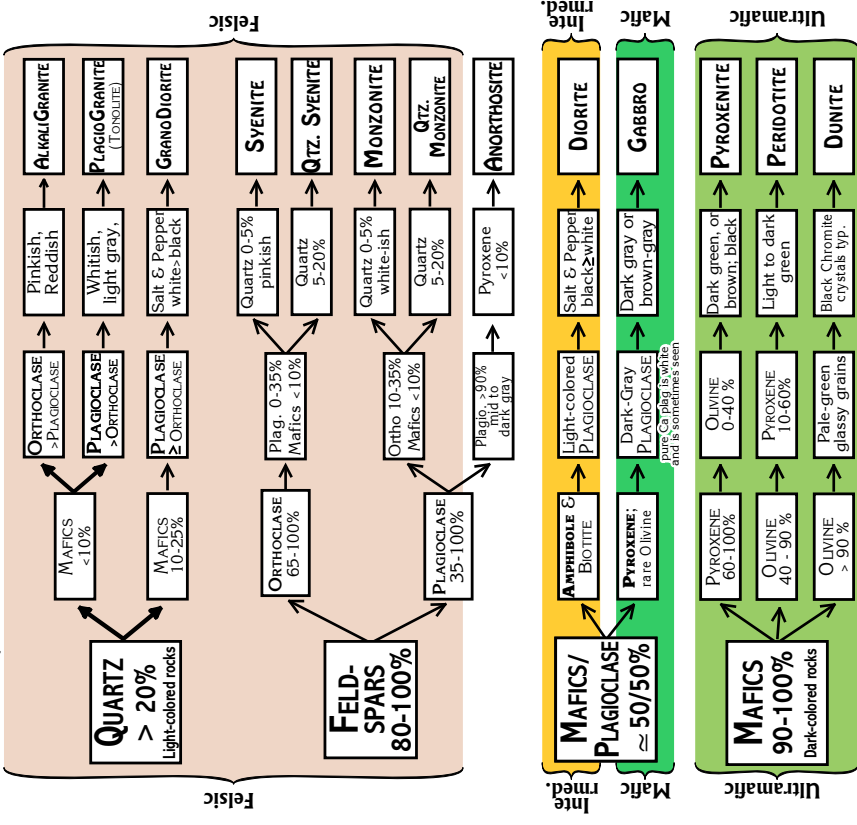 Felsic
QUARTZ
> 20%
Light-colored rocks
MAFICS
<10%
ORTHOCLASE
>PLAGIOCLASE
Pinkish,
Reddish
ALKALIGRANITE
PLAGIOCLASE
>ORTHOCLASE
Whitish,
light gray,
PLAGIOGRANITE
(TONOLITE)
MAFICS
10-25%
PLAGIOCLASE
≥ ORTHOCLASE
Salt & Pepper
white>black
GRANODIORITE
FELD-
SPARS
80-100%
ORTHOCLASE
65-100%
Plag. 0-35%
Mafics <10%
Quartz 0-5%
pinkish
SYENITE
Quartz
5-20%
QTZ. SYENITE
PLAGIOCLASE
35-100%
Ortho 10-35%
Mafics <10%
Quartz 0-5%
white-ish
MONZONITE
Quartz
5-20%
QTZ.
MONZONITE
Plagio. >90%
mid to
dark gray
Pyroxene
<10%
ANORTHOSITE
Felsic
Inte
rmed.
Mafic
MAFICS/
PLAGIOCLASE
≃ 50/50%
AMPHIBOLE &
BIOTITE
Light-colored
PLAGIOCLASE
Salt & Pepper
black≥white
DIORITE
PYROXENE;
rare Olivine
Dark-Gray
PLAGIOCLASE
pure Ca plag is white
and is sometimes seen
Dark gray or
brown-gray
GABBRO
Inte
rmed.
Mafic
Ultramafic
MAFICS
90-100%
Dark-colored rocks
PYROXENE
60-100%
OLIVINE
0-40 %
Dark green, or
brown; black
PYROXENITE
OLIVINE
40 - 90 %
PYROXENE
10-60%
Light to dark
green
PERIDOTITE
OLIVINE
> 90 %
Pale-green
glassy grains
Black Chromite
crystals typ.
DUNITE
Ultramafic